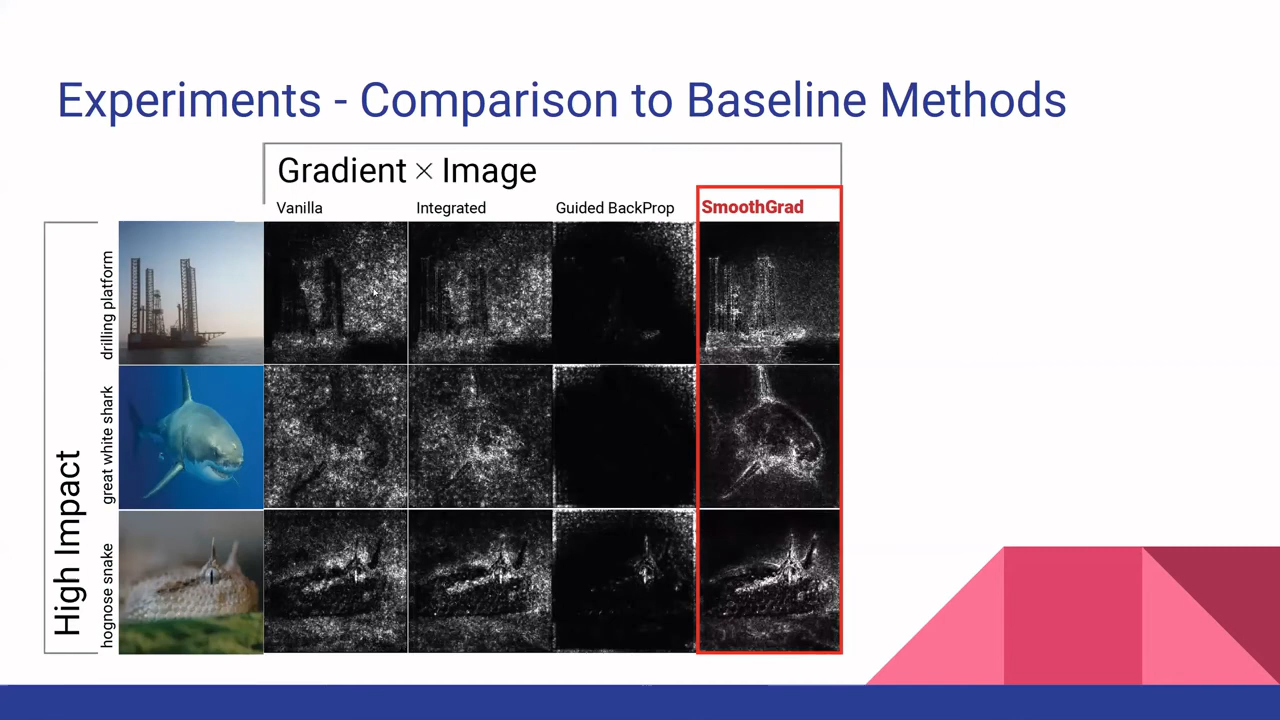 Experiments - Comparison to Baseline Methods
Gradient × Image
Vanilla
Integrated
Guided BackProp
SmoothGrad
High Impact
drilling platform
great white shark
hognose snake